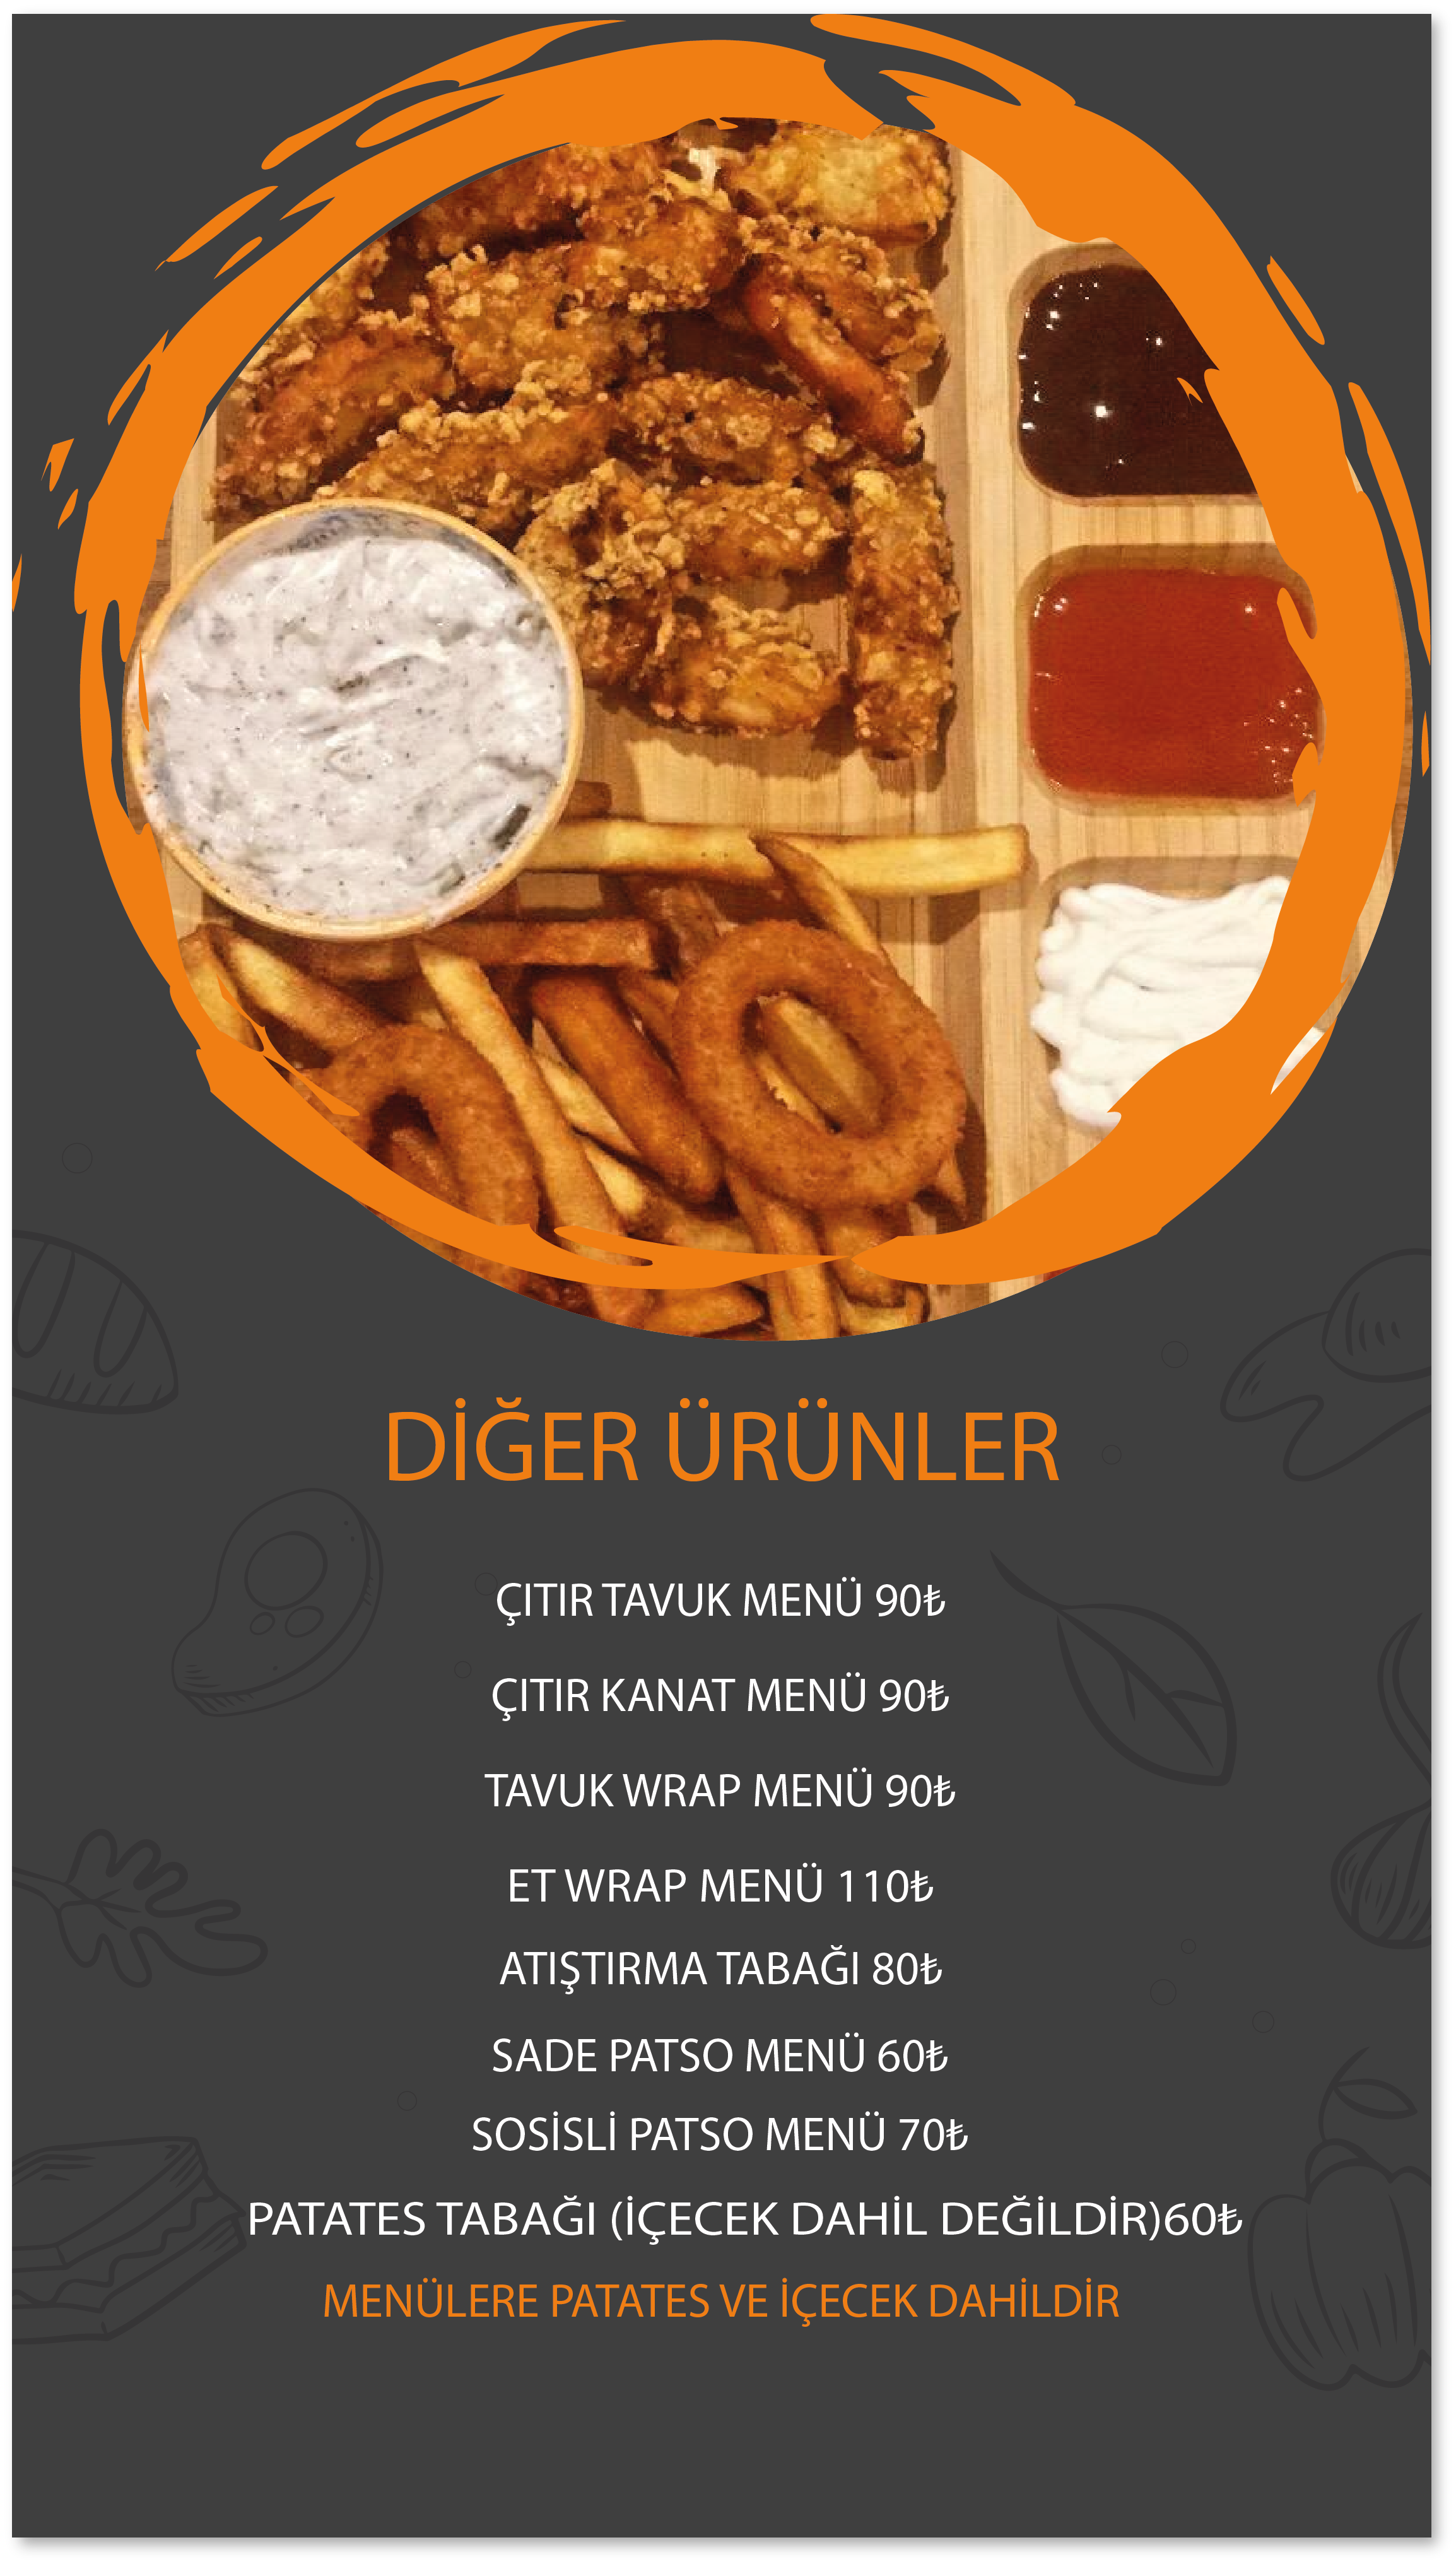 DİĞER ÜRÜNLER
ÇITIR TAVUK MENÜ 90₺
ÇITIR KANAT MENÜ 90₺
TAVUK WRAP MENÜ 90₺
ET WRAP MENÜ 110₺
ATIŞTIRMA TABAĞI 80₺
SADE PATSO MENÜ 60₺
SOSİSLİ PATSO MENÜ 70₺
PATATES TABAĞI (İÇECEK DAHİL DEĞİLDİR)60₺
MENÜLERE PATATES VE İÇECEK DAHİLDİR